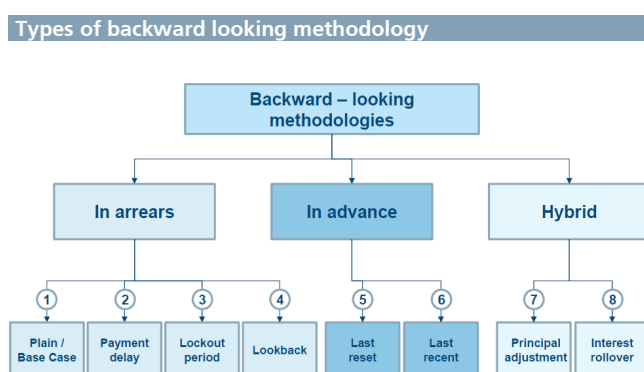 Types of backward looking methodology
Backward – looking
methodologies
In arrears
In advance
Hybrid
1
2
3
4
5
6
7
8
Plain /
Base Case
Payment
delay
Lockout
period
Lookback
Last
reset
Last
recent
Principal
adjustment
Interest
rollover